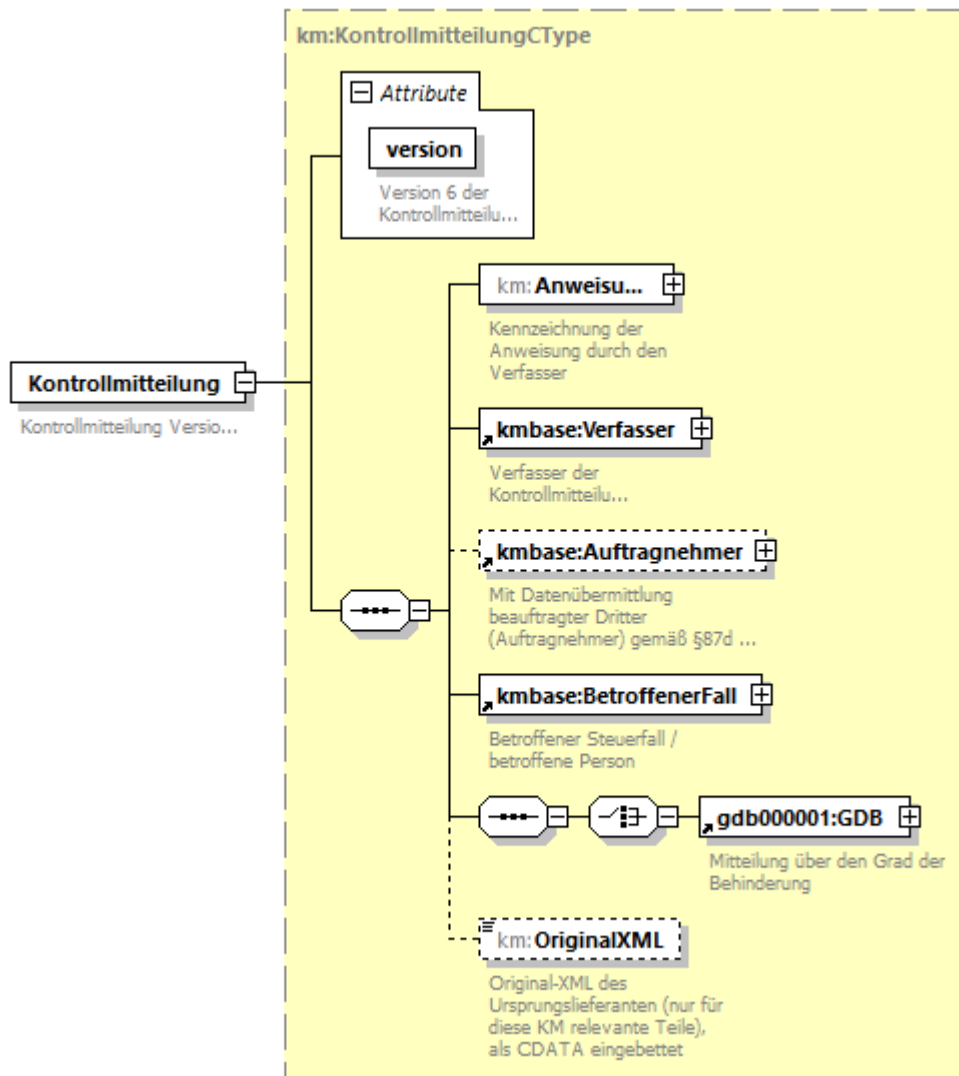 km:KontrollmitteilungCType
Attribute
version
Version 6 der
Kontrollmitteilu...
km:Anweisu...
Kennzeichnung der
Anweisung durch den
Verfasser
Kontrollmitteilung
Kontrollmitteilung Versio...
kmbase:Verfasser
Verfasser der
Kontrollmitteilu...
kmbase:Auftragnehmer
Mit Datenübermittlung
beauftragter Dritter
(Auftragnehmer) gemäß §87d ...
kmbase:BetroffenerFall
Betroffener Steuerfall /
betroffene Person
gdb000001:GDB
Mitteilung über den Grad der
Behinderung
km:OriginalXML
Original-XML des
Ursprungslieferanten (nur für
diese KM relevante Teile),
als CDATA eingebettet